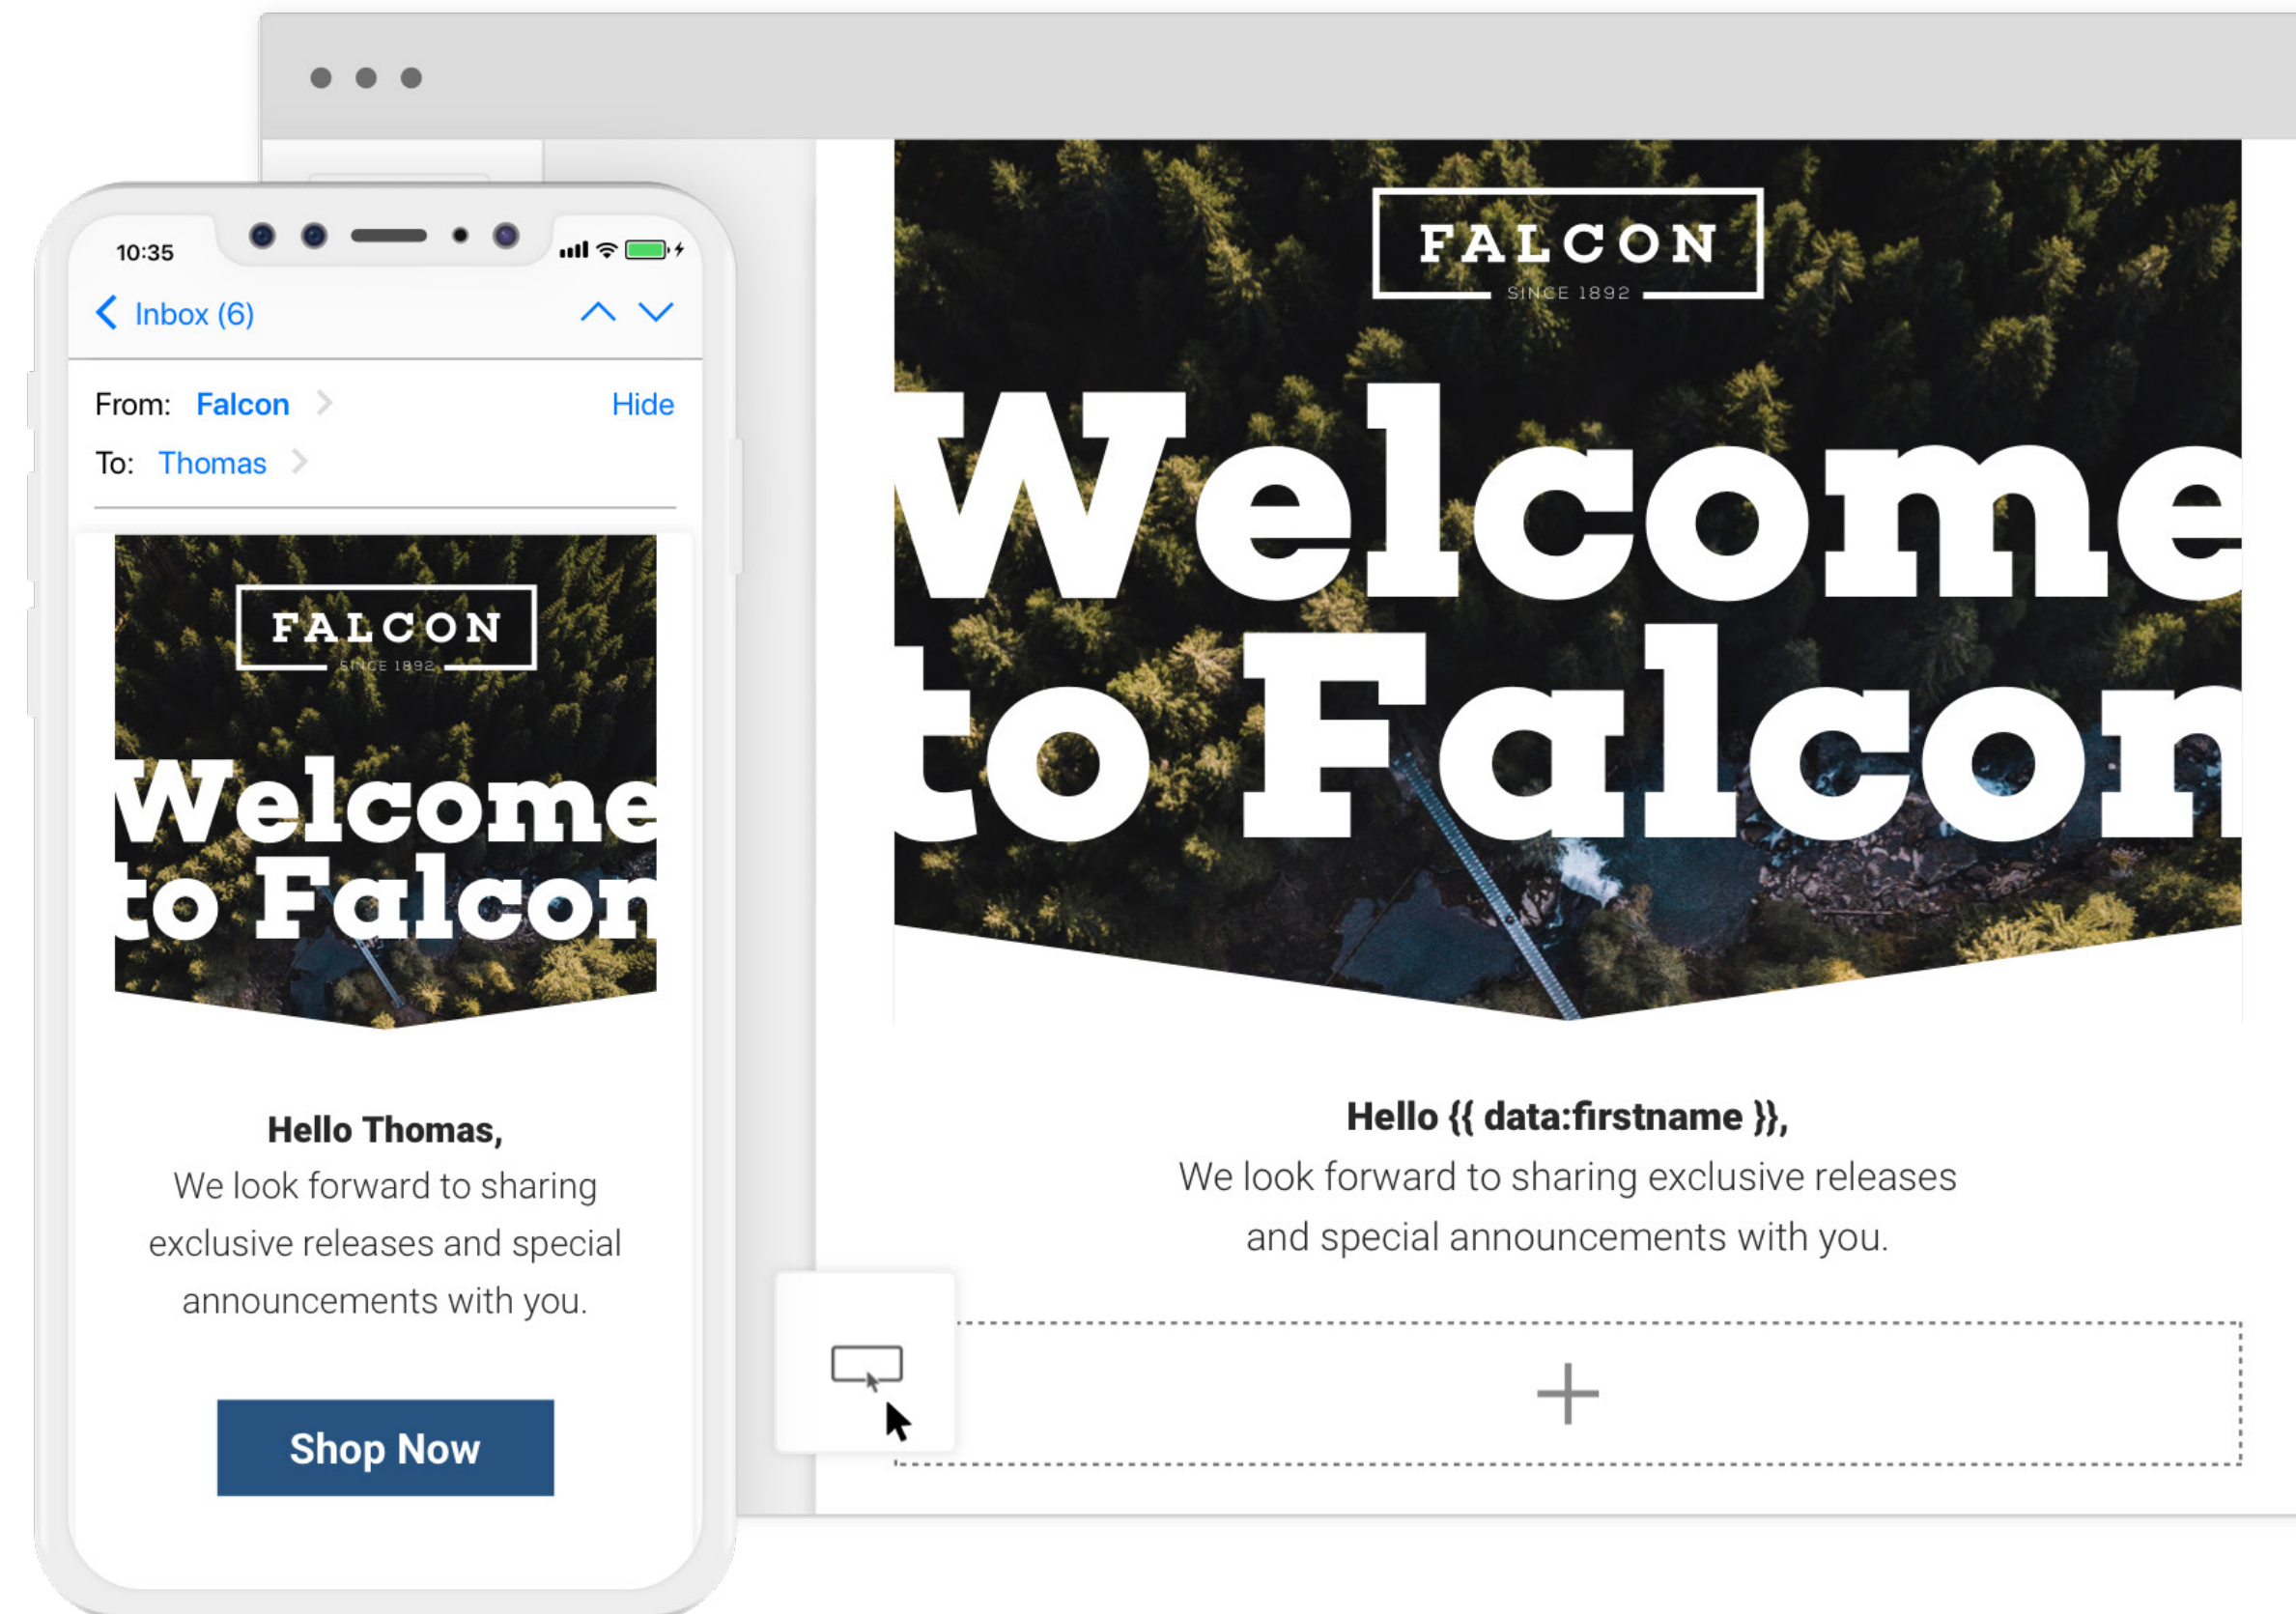 10:35
Inbox (6)
From: Falcon
Hide
To: Thomas
FALCON
SINCE 1892
Welcome
to Falcon
Hello Thomas,
We look forward to sharing
exclusive releases and special
announcements with you.
Shop Now
FALCON
SINCE 1892
Welcome
to Falcon
Hello {{ data:firstname }},
We look forward to sharing exclusive releases
and special announcements with you.